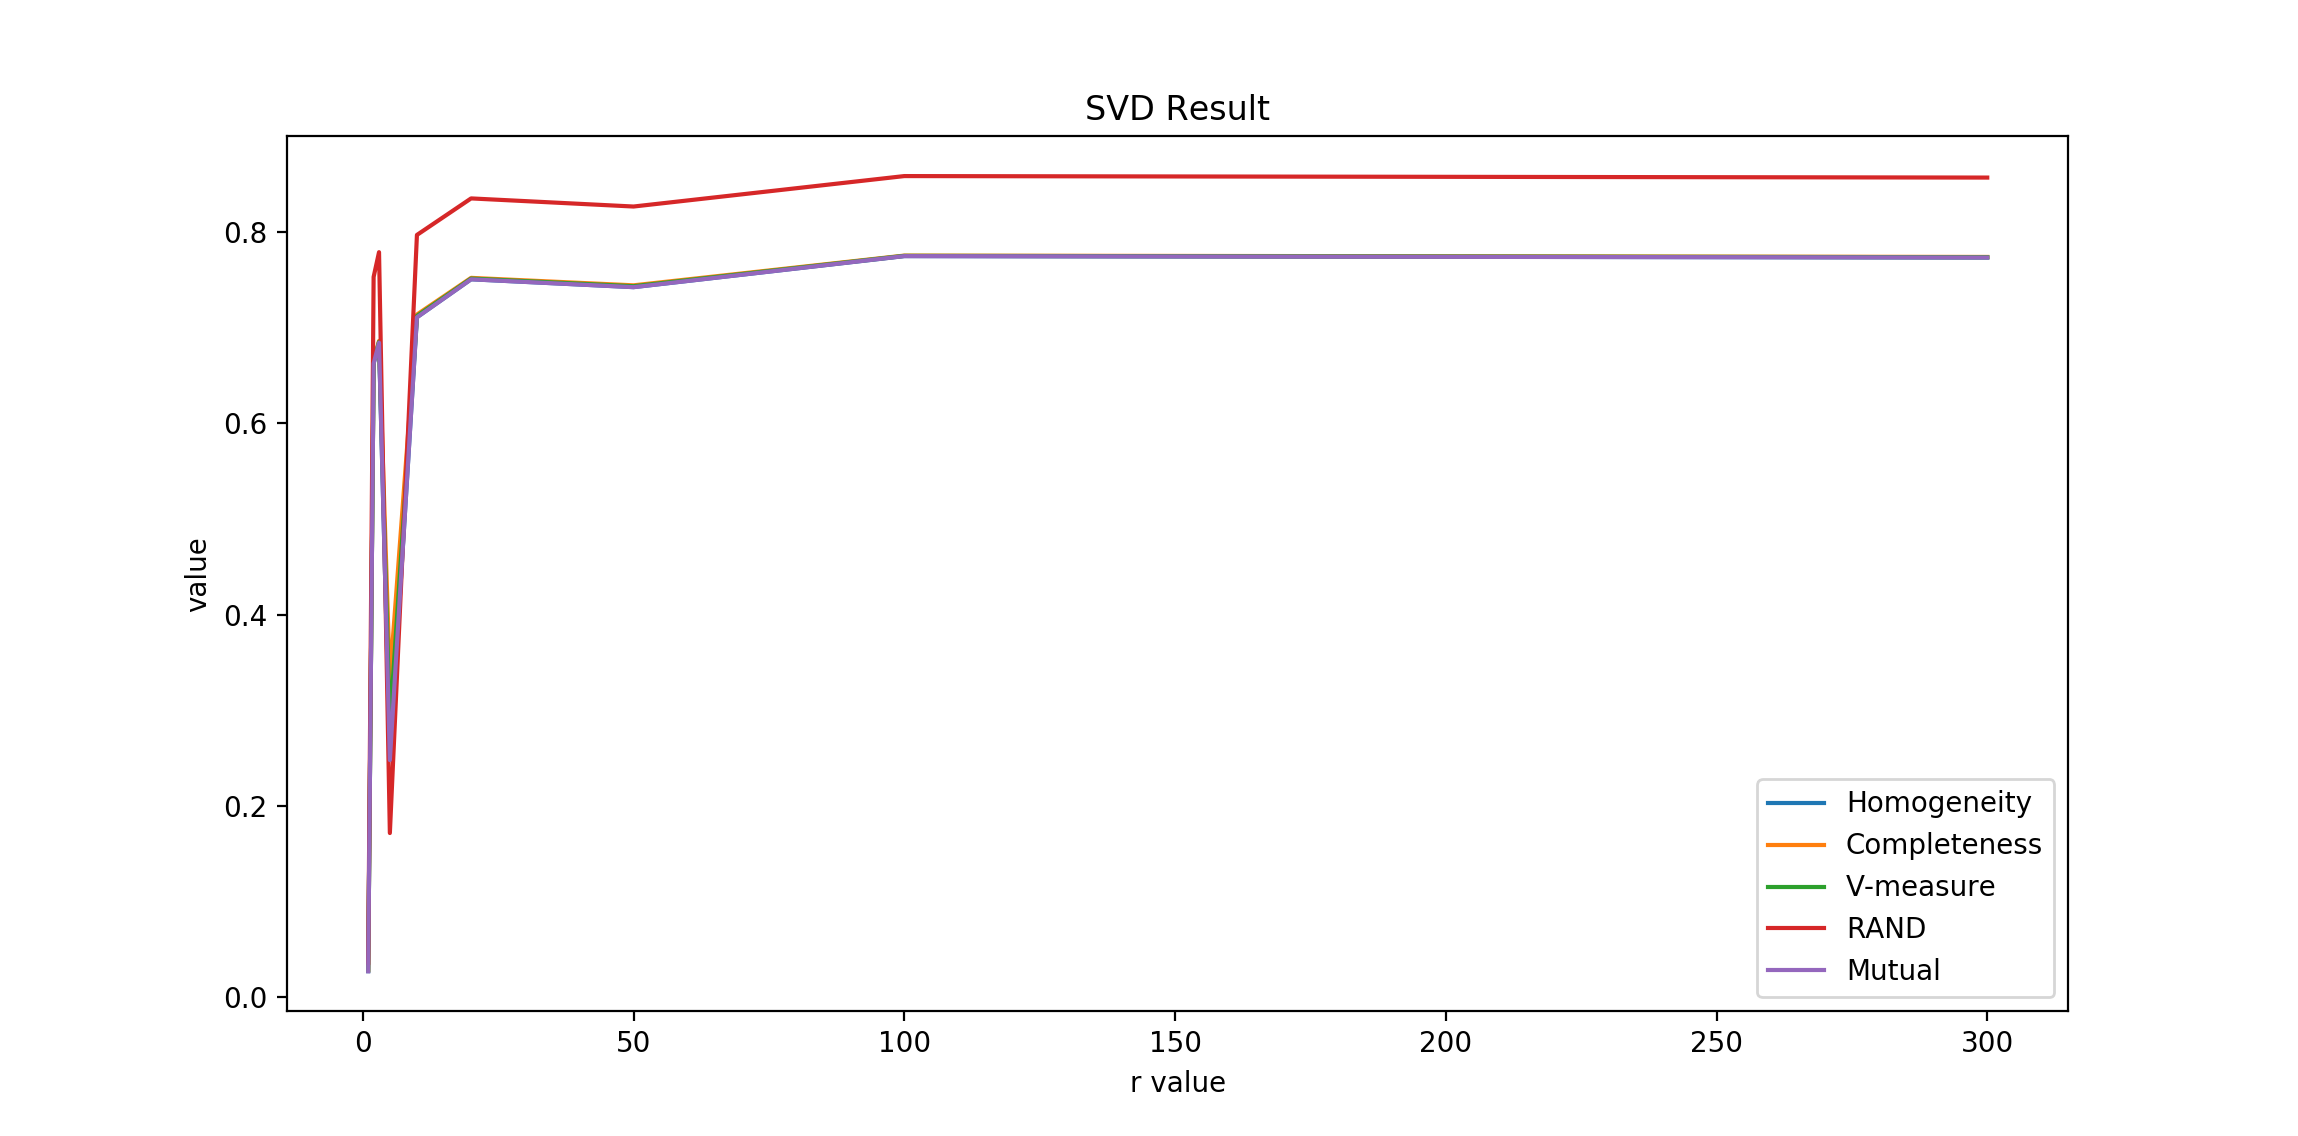 SVD Result
0.8
0.6
0.4
0.2
0.0
value
0 50 100 150 200 250 300
r value
Homogeneity
Completeness
V-measure
RAND
Mutual